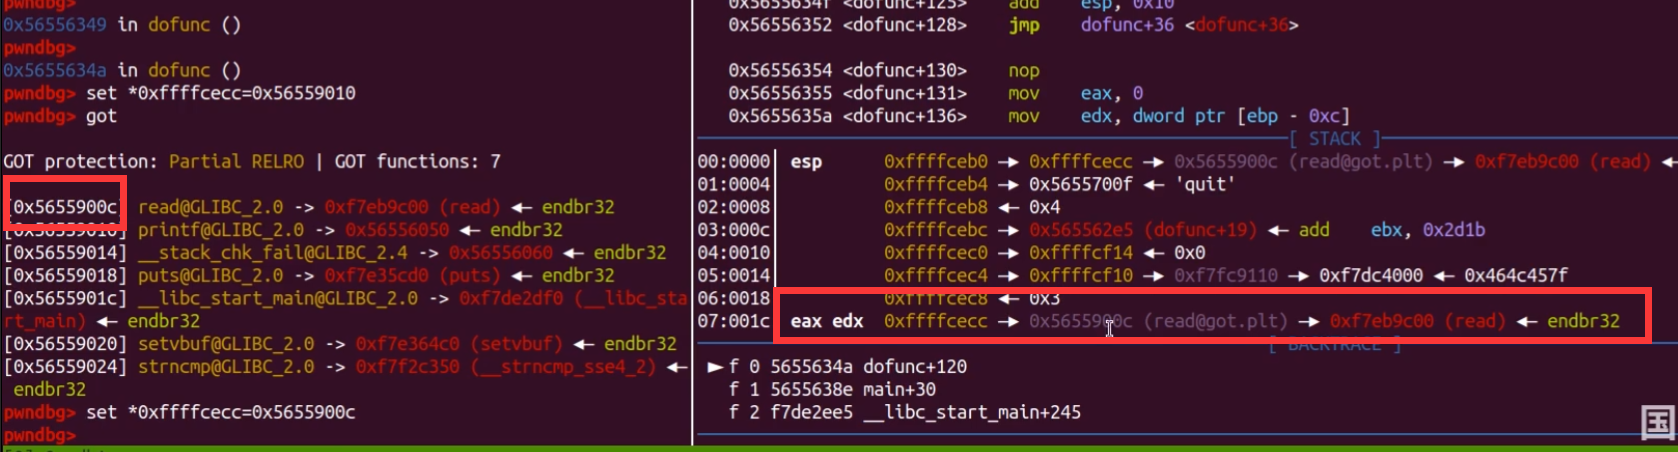 pwndbg>
0x56556349 in dofunc ()
pwndbg>
0x5655634a in dofunc ()
pwndbg> set *0xffffcecc=0x56559010
pwndbg> got
GOT protection: Partial RELRO | GOT functions: 7
[0x5655900c] read@GLIBC_2.0 -> 0xf7eb9c00 (read) ◂— endbr32
[0x56559010] printf@GLIBC_2.0 -> 0x56556050 ◂— endbr32
[0x56559014] __stack_chk_fail@GLIBC_2.4 -> 0x56556060 ◂— endbr32
[0x56559018] puts@GLIBC_2.0 -> 0xf7e35cd0 (puts) ◂— endbr32
[0x5655901c] __libc_start_main@GLIBC_2.0 -> 0xf7de2df0 (__libc_sta
rt_main) ◂— endbr32
[0x56559020] setvbuf@GLIBC_2.0 -> 0xf7e364c0 (setvbuf) ◂— endbr32
[0x56559024] strncmp@GLIBC_2.0 -> 0xf7f2c350 (__strncmp_sse4_2) ◂—
endbr32
pwndbg> set *0xffffcecc=0x5655900c
pwndbg>
0x5655634f <dofunc+125> add esp, 0x10
0x56556352 <dofunc+128> jmp dofunc+36 <dofunc+36>
0x56556354 <dofunc+130> nop
0x56556355 <dofunc+131> mov eax, 0
0x5655635a <dofunc+136> mov edx, dword ptr [ebp - 0xc]
[ STACK ]
00:0000│ esp 0xffffceb0 —▸ 0xffffcecc —▸ 0x5655900c (read@got.plt) —▸ 0xf7eb9c00 (read) ◂—
01:0004│ 0xffffceb4 —▸ 0x5655700f ◂— 'quit'
02:0008│ 0xffffceb8 ◂— 0x4
03:000c│ 0xffffcebc —▸ 0x565562e5 (dofunc+19) ◂— add ebx, 0x2d1b
04:0010│ 0xffffcec0 —▸ 0xffffcf14 ◂— 0x0
05:0014│ 0xffffcec4 —▸ 0xffffcf10 —▸ 0xf7fc9110 —▸ 0xf7dc4000 ◂— 0x464c457f
06:0018│ 0xffffcec8 ◂— 0x3
07:001c│ eax edx 0xffffcecc —▸ 0x5655900c (read@got.plt) —▸ 0xf7eb9c00 (read) ◂— endbr32
[ BACKTRACE ]
►f 0 5655634a dofunc+120
f 1 5655638e main+30
f 2 f7de2ee5 __libc_start_main+245
国